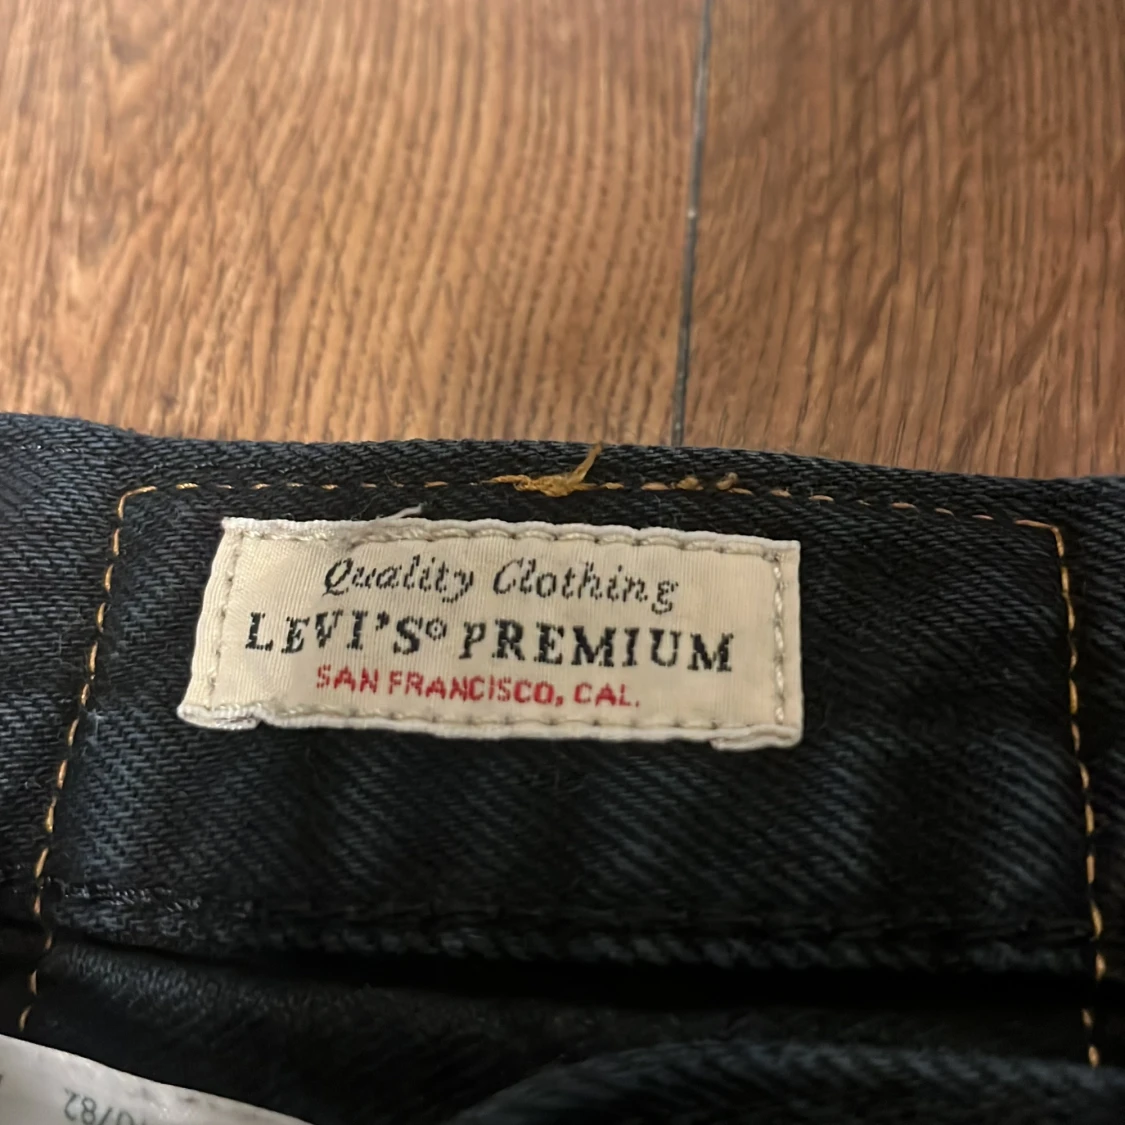 Quality Clothing
LEVI'S® PREMIUM
SAN FRANCISCO, CAL.